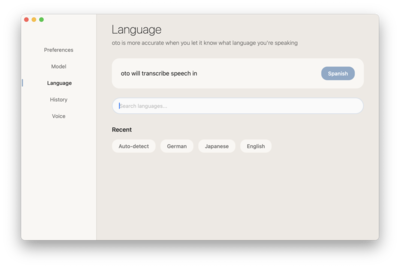 Language
oto is more accurate when you let it know what language you're speaking.
Preferences
Model
Language
History
Voice
oto will transcribe speech in
Spanish
Search languages...
Recent
Auto-detect
German
Japanese
English